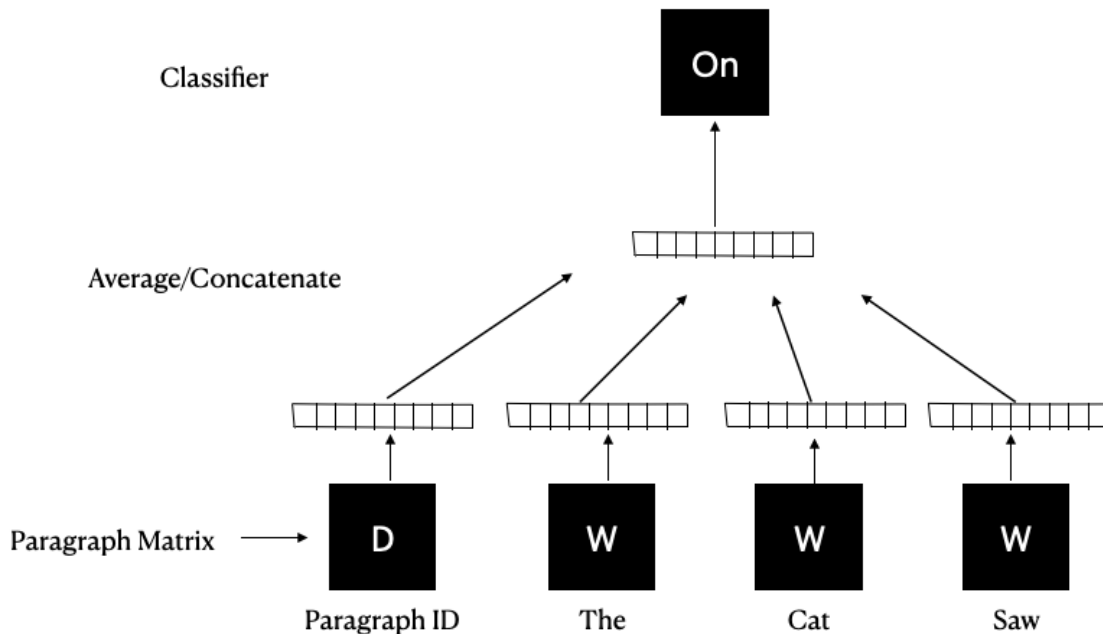 Classifier
On
Average/Concatenate
Paragraph Matrix
D
W
W
W
Paragraph ID
The
Cat
Saw